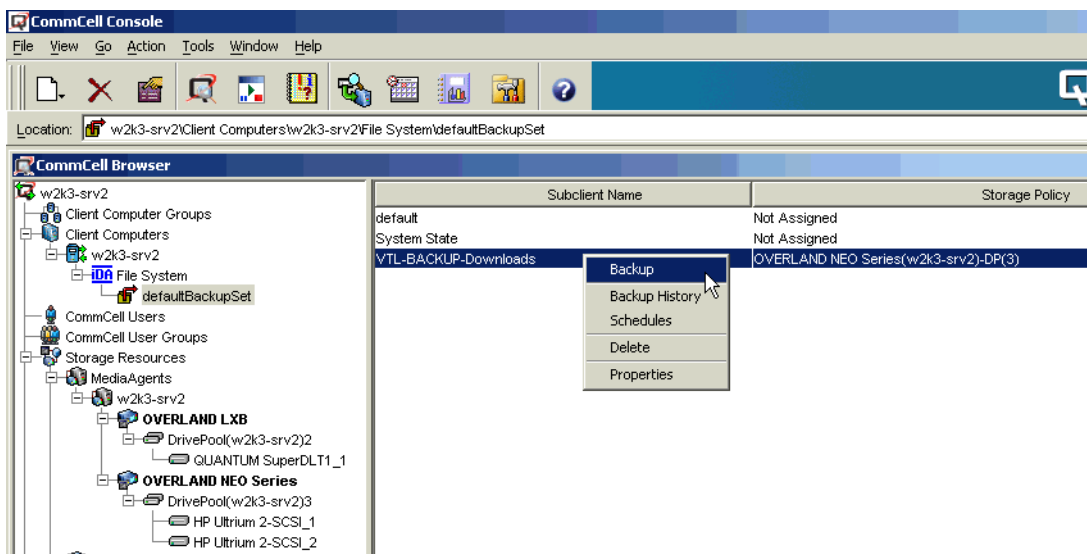 CommCell Console
File View Go Action Tools Window Help
Location: w2k3-srv2\Client Computers\w2k3-srv2\File System\defaultBackupSet
CommCell Browser
w2k3-srv2
Client Computer Groups
Client Computers
w2k3-srv2
iDA File System
defaultBackupSet
CommCell Users
CommCell User Groups
Storage Resources
MediaAgents
w2k3-srv2
OVERLAND LXB
DrivePool(w2k3-srv2)2
QUANTUM SuperDLT1_1
OVERLAND NEO Series
DrivePool(w2k3-srv2)3
HP Ultrium 2-SCSI_1
HP Ultrium 2-SCSI_2
Subclient Name Storage Policy
default Not Assigned
System State Not Assigned
VTL-BACKUP-Downloads OVERLAND NEO Series(w2k3-srv2)-DP(3)
Backup
Backup History
Schedules
Delete
Properties